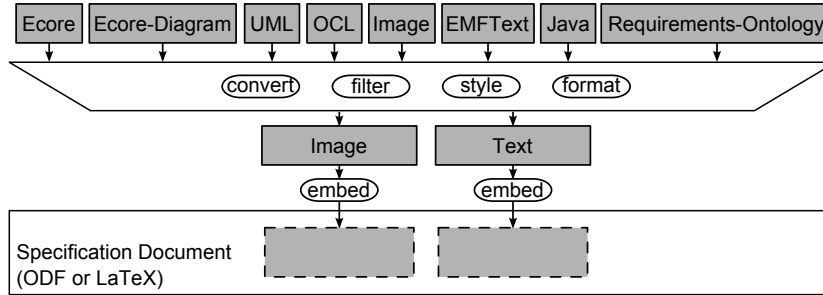 Ecore Ecore-Diagram UML OCL Image EMFText Java Requirements-Ontology
convert filter style format
Image Text
embed embed
Specification Document
(ODF or LaTeX)